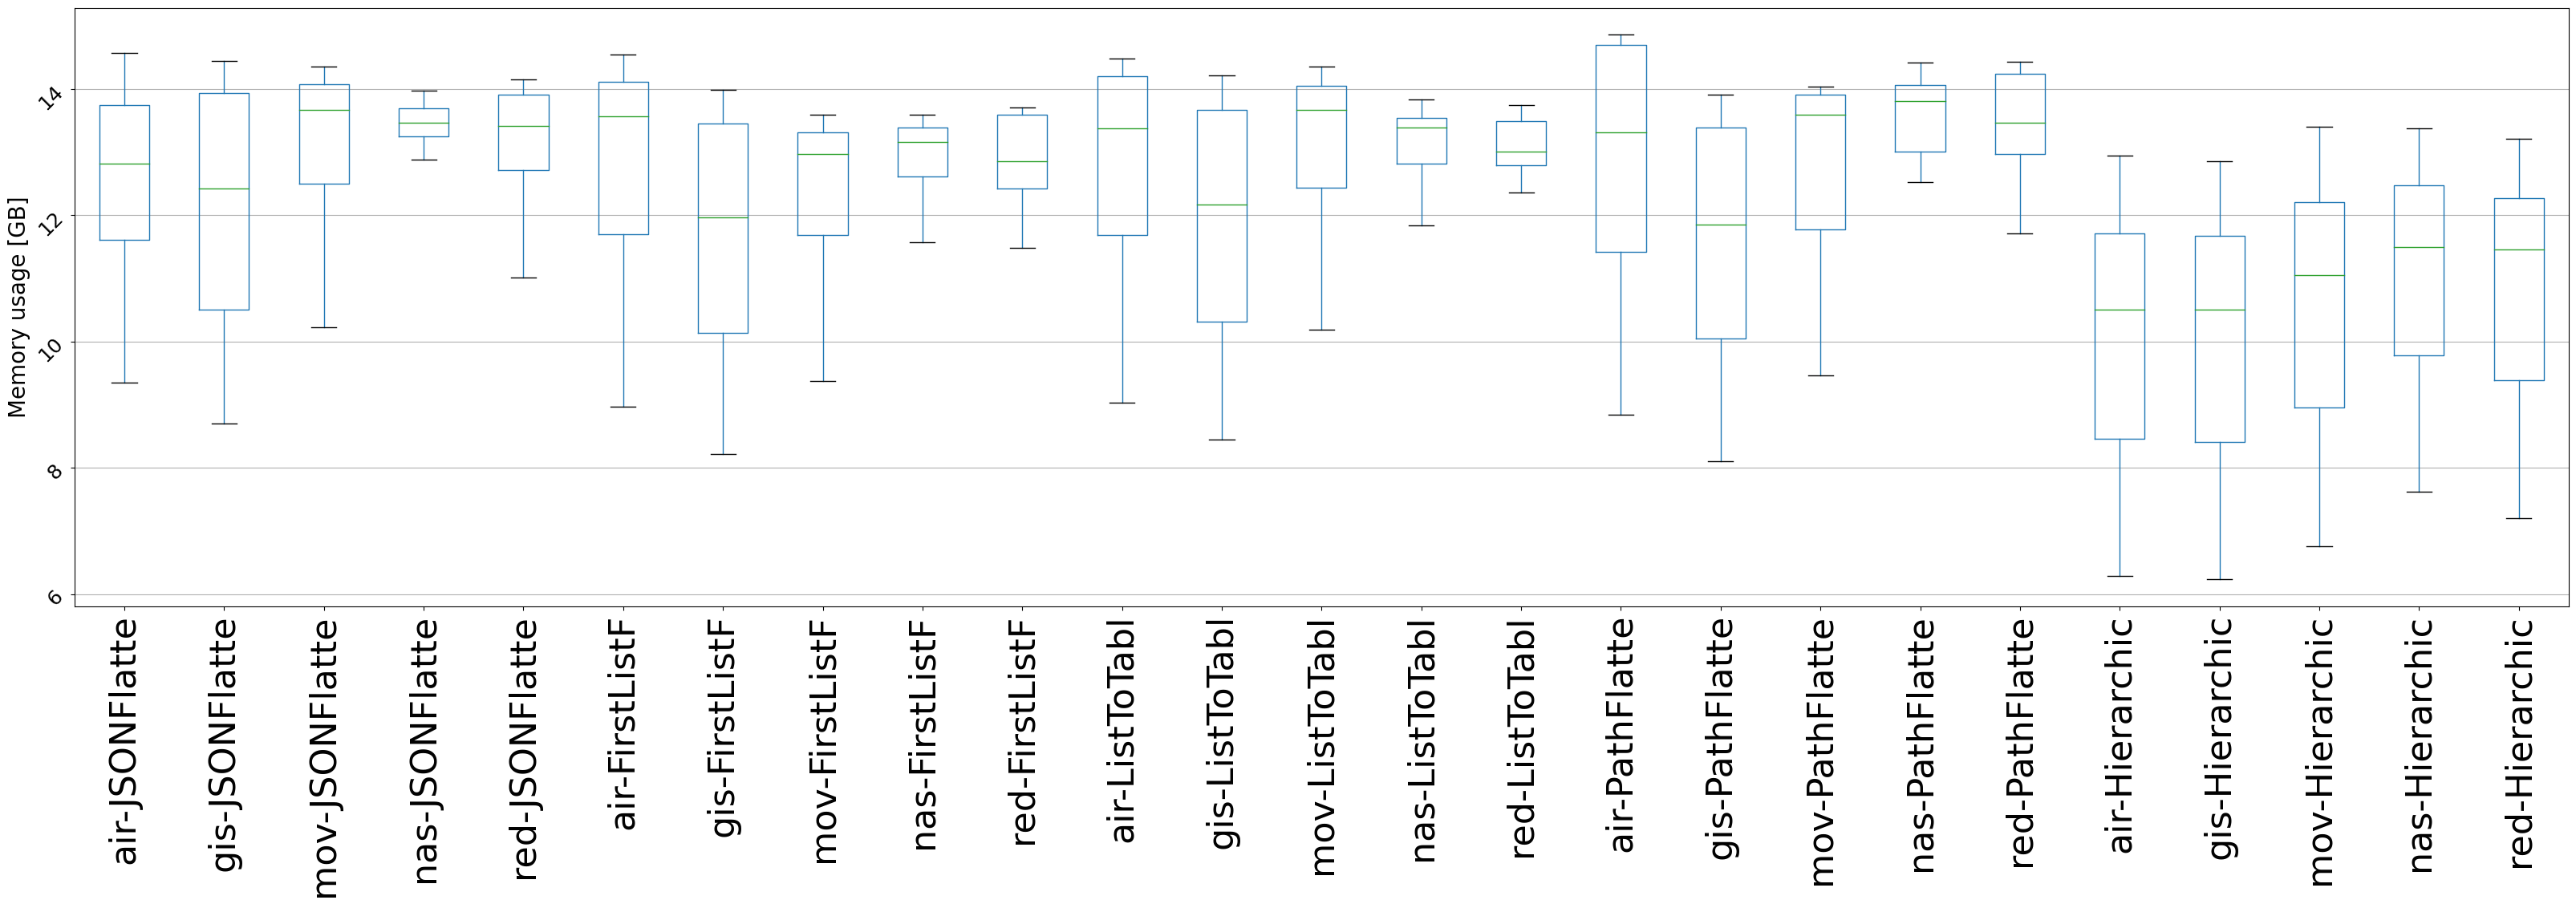 Memory usage [GB]
14
12
10
8
6
air-JSONFlatte
gis-JSONFlatte
mov-JSONFlatte
nas-JSONFlatte
red-JSONFlatte
air-FirstListF
gis-FirstListF
mov-FirstListF
nas-FirstListF
red-FirstListF
air-ListToTabl
gis-ListToTabl
mov-ListToTabl
nas-ListToTabl
red-ListToTabl
air-PathFlatte
gis-PathFlatte
mov-PathFlatte
nas-PathFlatte
red-PathFlatte
air-Hierarchic
gis-Hierarchic
mov-Hierarchic
nas-Hierarchic
red-Hierarchic